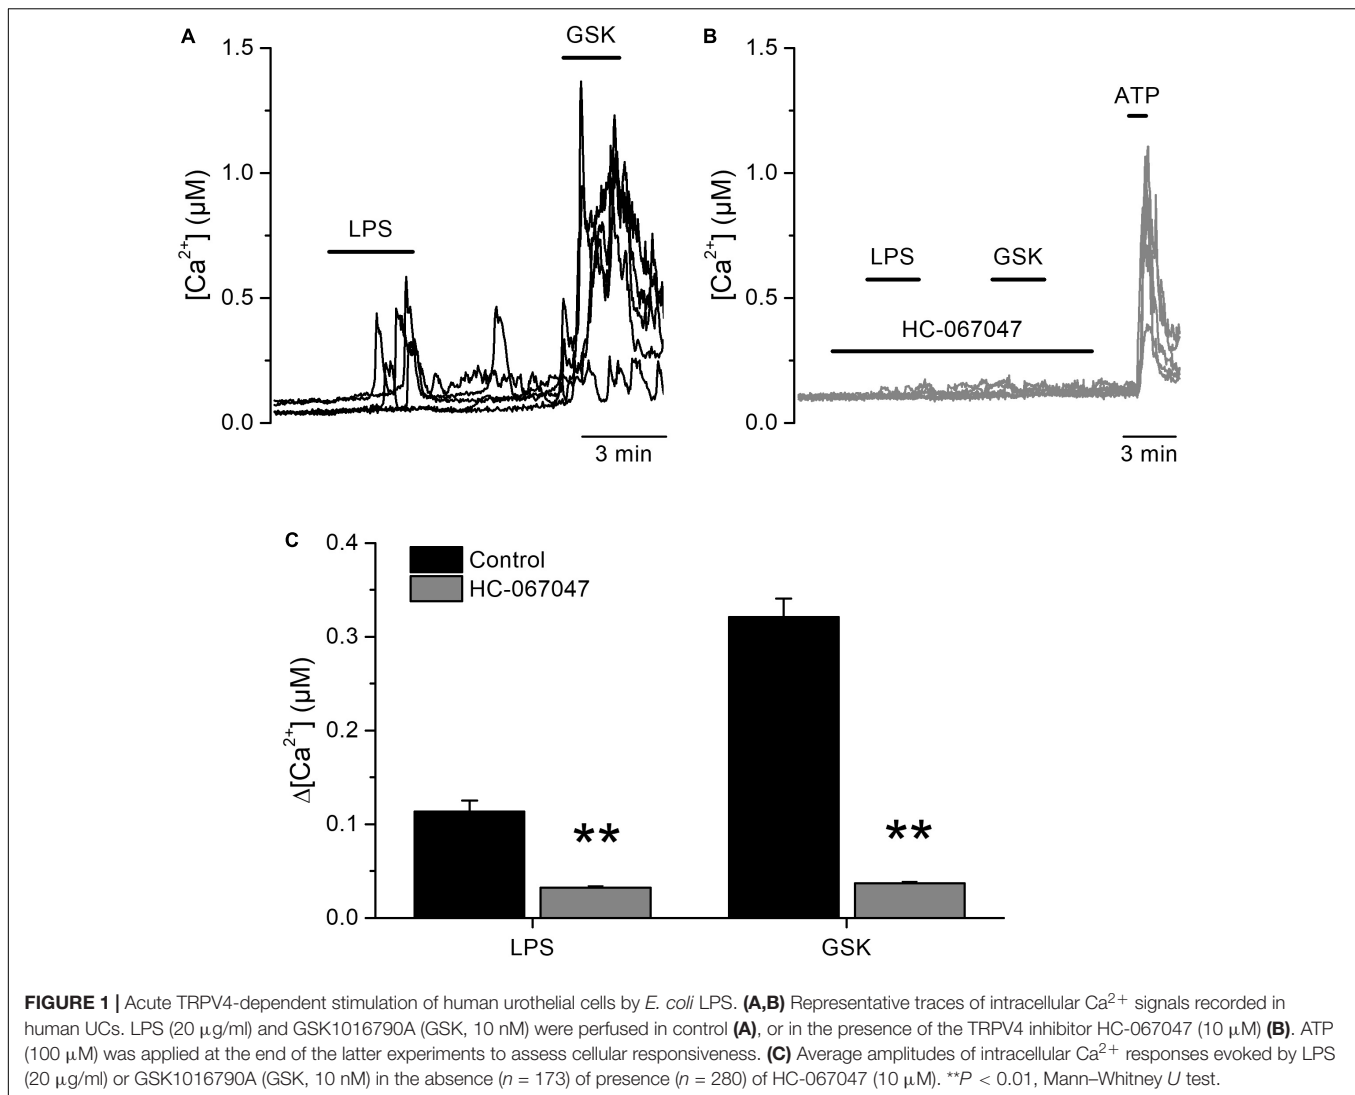 A
B
1.5
1.0
0.5
0.0
[Ca2+] (µM)
LPS
GSK
3 min
1.5
1.0
0.5
0.0
[Ca2+] (µM)
ATP
LPS
GSK
HC-067047
3 min
C
0.4
0.3
0.2
0.1
0.0
Δ[Ca2+] (µM)
Control
HC-067047
**
**
LPS
GSK
FIGURE 1 | Acute TRPV4-dependent stimulation of human urothelial cells by E. coli LPS. (A,B) Representative traces of intracellular Ca2+ signals recorded in
human UCs. LPS (20 µg/ml) and GSK1016790A (GSK, 10 nM) were perfused in control (A), or in the presence of the TRPV4 inhibitor HC-067047 (10 µM) (B). ATP
(100 µM) was applied at the end of the latter experiments to assess cellular responsiveness. (C) Average amplitudes of intracellular Ca2+ responses evoked by LPS
(20 µg/ml) or GSK1016790A (GSK, 10 nM) in the absence (n = 173) of presence (n = 280) of HC-067047 (10 µM). **P < 0.01, Mann–Whitney U test.